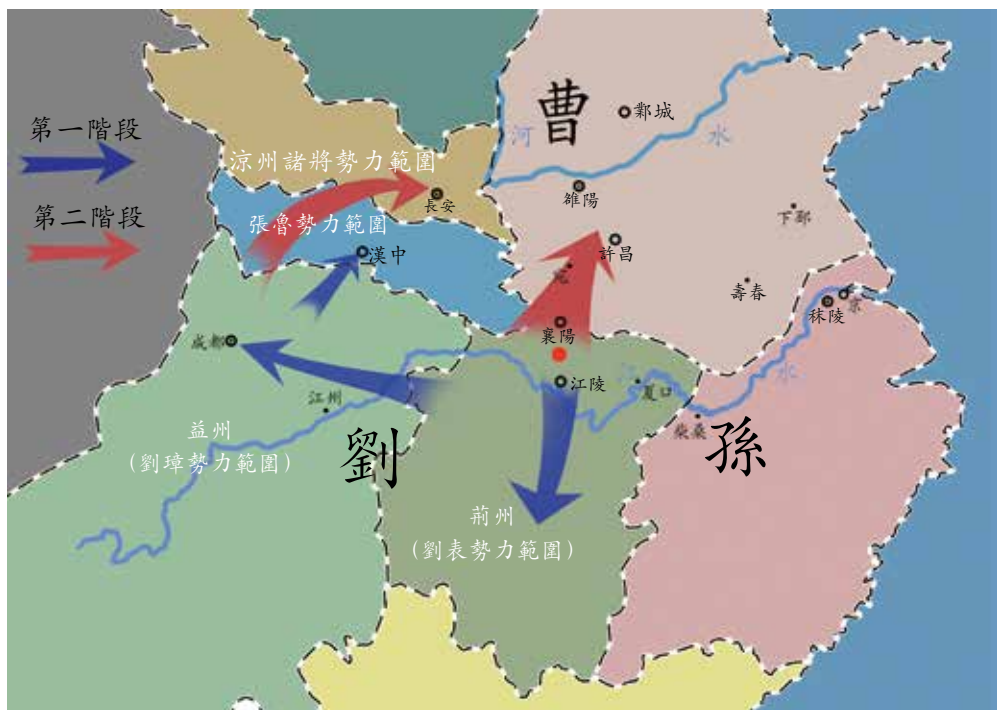 第一階段
第二階段
曹
鄴城
河
水
涼州諸將勢力範圍
長安
雒陽
張魯勢力範圍
下邳
漢中
許昌
宛
壽春
秣陵
京
襄陽
成都
江陵
江
夏口
水
江州
柴桑
益州
(劉璋勢力範圍)
劉
孫
荊州
(劉表勢力範圍)